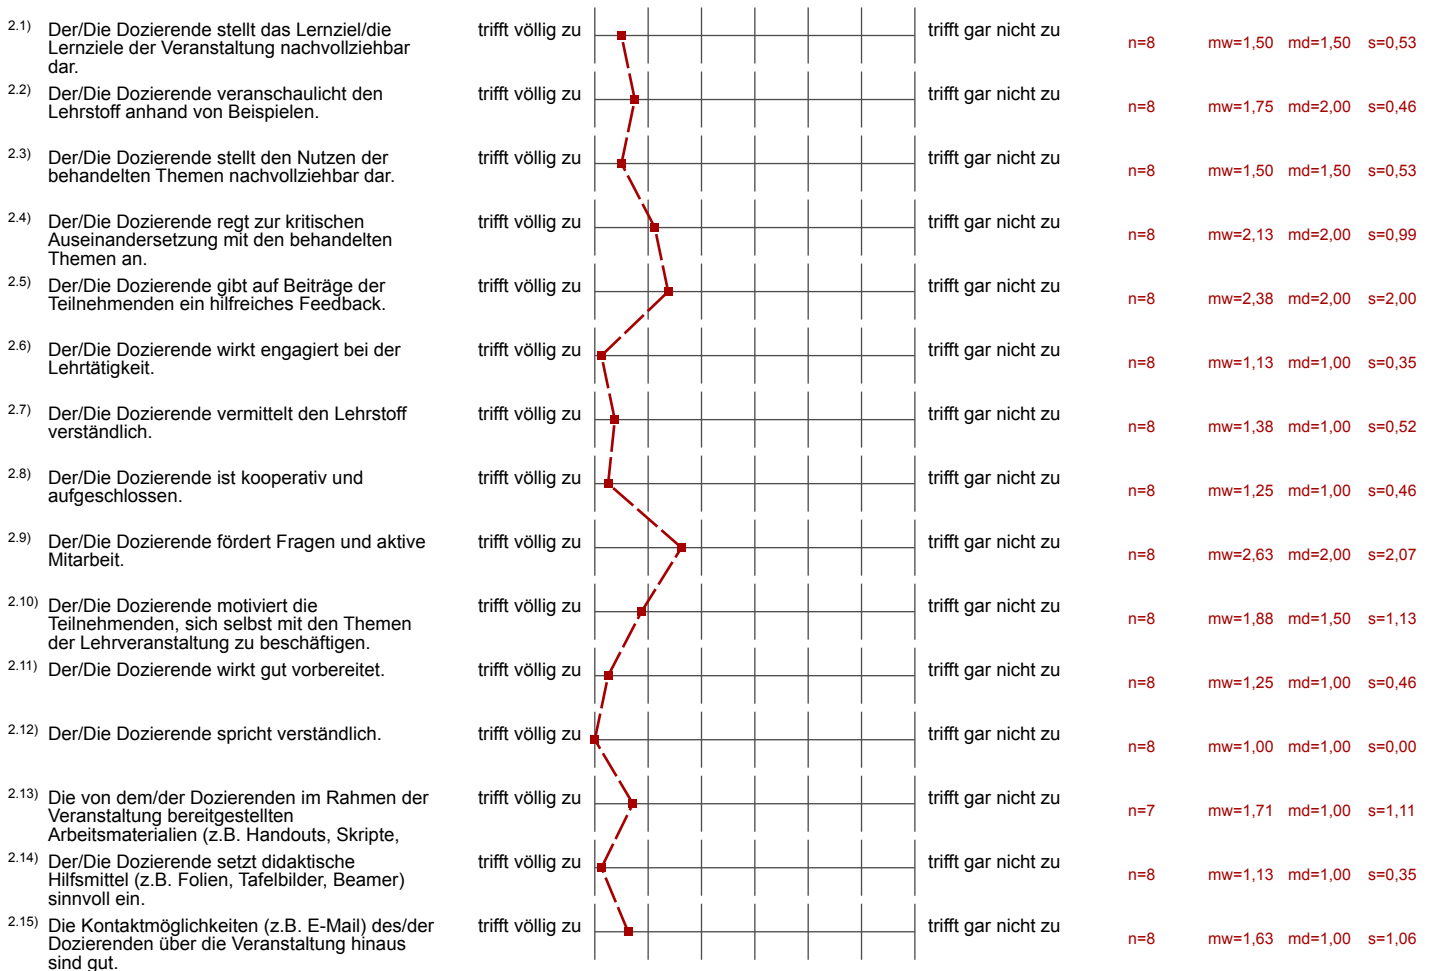 2.1) Der/Die Dozierende stellt das Lernziel/die
Lernziele der Veranstaltung nachvollziehbar
dar.
trifft völlig zu trifft gar nicht zu n=8 mw=1,50 md=1,50 s=0,53
2.2) Der/Die Dozierende veranschaulicht den
Lehrstoff anhand von Beispielen.
trifft völlig zu trifft gar nicht zu n=8 mw=1,75 md=2,00 s=0,46
2.3) Der/Die Dozierende stellt den Nutzen der
behandelten Themen nachvollziehbar dar.
trifft völlig zu trifft gar nicht zu n=8 mw=1,50 md=1,50 s=0,53
2.4) Der/Die Dozierende regt zur kritischen
Auseinandersetzung mit den behandelten
Themen an.
trifft völlig zu trifft gar nicht zu n=8 mw=2,13 md=2,00 s=0,99
2.5) Der/Die Dozierende gibt auf Beiträge der
Teilnehmenden ein hilfreiches Feedback.
trifft völlig zu trifft gar nicht zu n=8 mw=2,38 md=2,00 s=2,00
2.6) Der/Die Dozierende wirkt engagiert bei der
Lehrtätigkeit.
trifft völlig zu trifft gar nicht zu n=8 mw=1,13 md=1,00 s=0,35
2.7) Der/Die Dozierende vermittelt den Lehrstoff
verständlich.
trifft völlig zu trifft gar nicht zu n=8 mw=1,38 md=1,00 s=0,52
2.8) Der/Die Dozierende ist kooperativ und
aufgeschlossen.
trifft völlig zu trifft gar nicht zu n=8 mw=1,25 md=1,00 s=0,46
2.9) Der/Die Dozierende fördert Fragen und aktive
Mitarbeit.
trifft völlig zu trifft gar nicht zu n=8 mw=2,63 md=2,00 s=2,07
2.10) Der/Die Dozierende motiviert die
Teilnehmenden, sich selbst mit den Themen
der Lehrveranstaltung zu beschäftigen.
trifft völlig zu trifft gar nicht zu n=8 mw=1,88 md=1,50 s=1,13
2.11) Der/Die Dozierende wirkt gut vorbereitet.
trifft völlig zu trifft gar nicht zu n=8 mw=1,25 md=1,00 s=0,46
2.12) Der/Die Dozierende spricht verständlich.
trifft völlig zu trifft gar nicht zu n=8 mw=1,00 md=1,00 s=0,00
2.13) Die von dem/der Dozierenden im Rahmen der
Veranstaltung bereitgestellten
Arbeitsmaterialien (z.B. Handouts, Skripte,
trifft völlig zu trifft gar nicht zu n=7 mw=1,71 md=1,00 s=1,11
2.14) Der/Die Dozierende setzt didaktische
Hilfsmittel (z.B. Folien, Tafelbilder, Beamer)
sinnvoll ein.
trifft völlig zu trifft gar nicht zu n=8 mw=1,13 md=1,00 s=0,35
2.15) Die Kontaktmöglichkeiten (z.B. E-Mail) des/der
Dozierenden über die Veranstaltung hinaus
sind gut.
trifft völlig zu trifft gar nicht zu n=8 mw=1,63 md=1,00 s=1,06